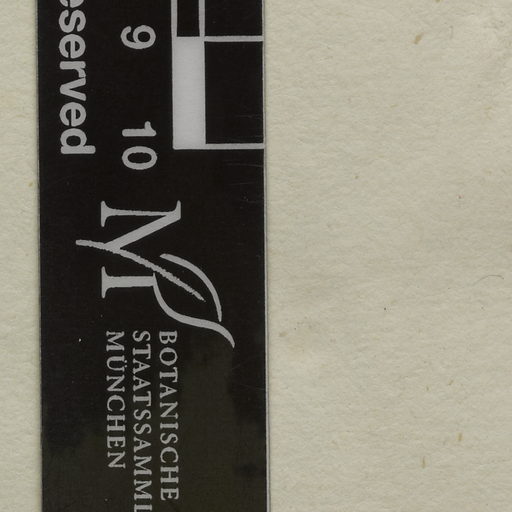 eserved
9 10
M
BOTANISCHE
STAATSSAMML
MÜNCHEN